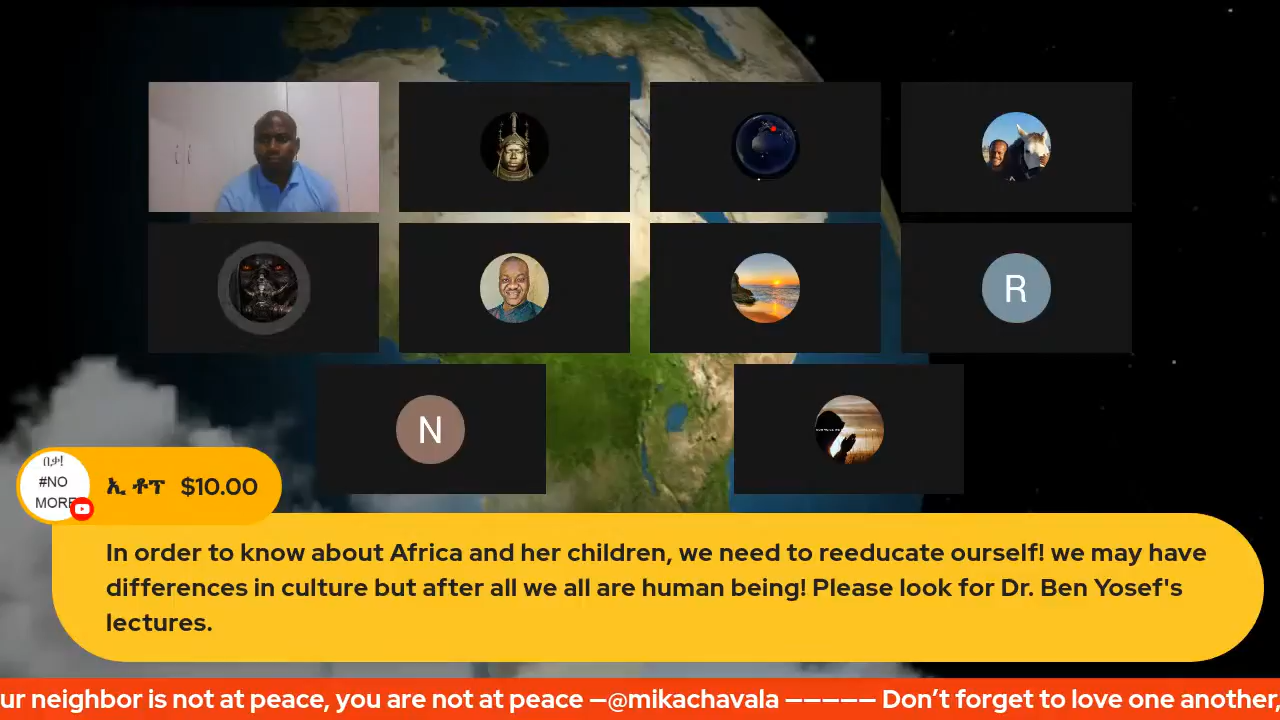 R
N
በቃ!
#NO
MORE
ኢ ቶፕ $10.00
In order to know about Africa and her children, we need to reeducate ourself! we may have
differences in culture but after all we all are human being! Please look for Dr. Ben Yosef's
lectures.
ur neighbor is not at peace, you are not at peace —@mikachavala ————— Don't forget to love one another,